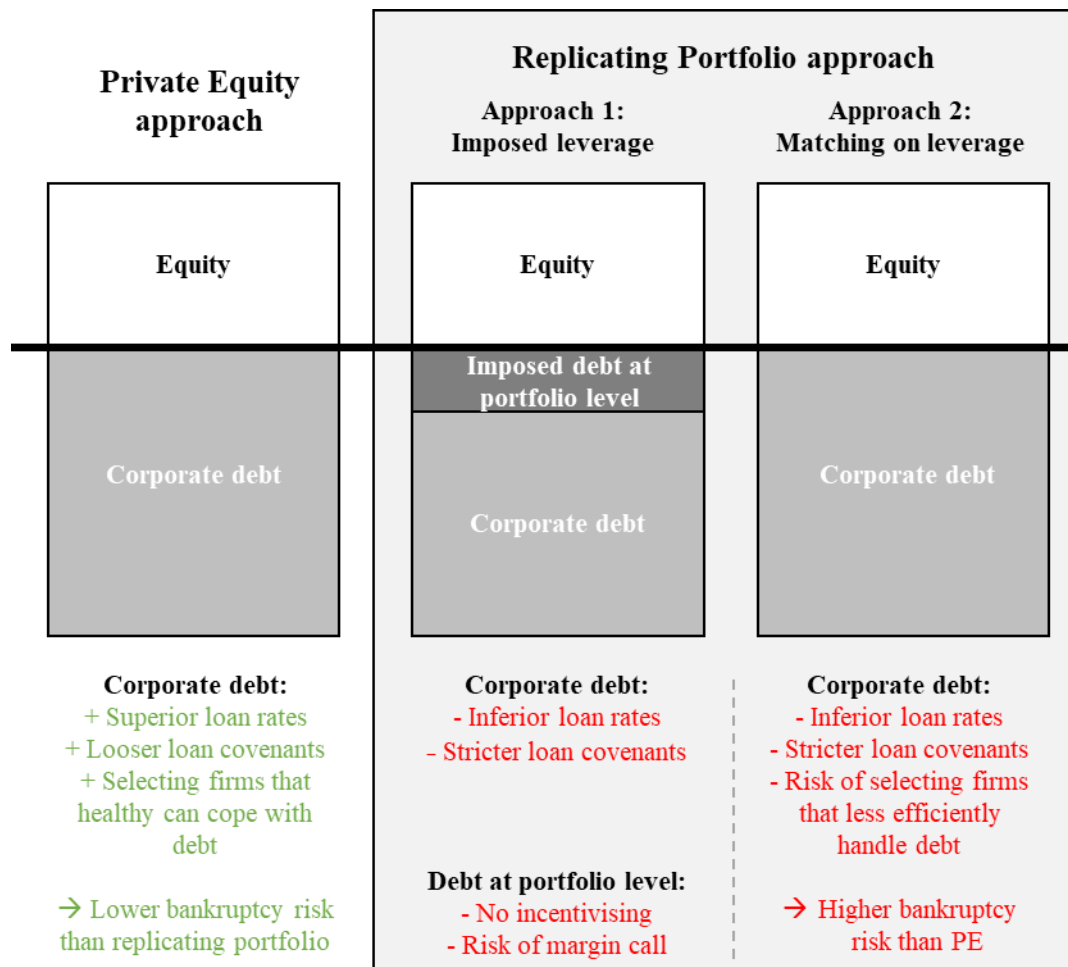 Private Equity
approach
Replicating Portfolio approach
Approach 1:
Imposed leverage
Approach 2:
Matching on leverage
Equity
Equity
Equity
Corporate debt
Imposed debt at
portfolio level
Corporate debt
Corporate debt
Corporate debt:
+ Superior loan rates
+ Looser loan covenants
+ Selecting firms that
healthy can cope with
debt
→ Lower bankruptcy risk
than replicating portfolio
Corporate debt:
- Inferior loan rates
- Stricter loan covenants
Debt at portfolio level:
- No incentivising
- Risk of margin call
Corporate debt:
- Inferior loan rates
- Stricter loan covenants
- Risk of selecting firms
that less efficiently
handle debt
→ Higher bankruptcy
risk than PE